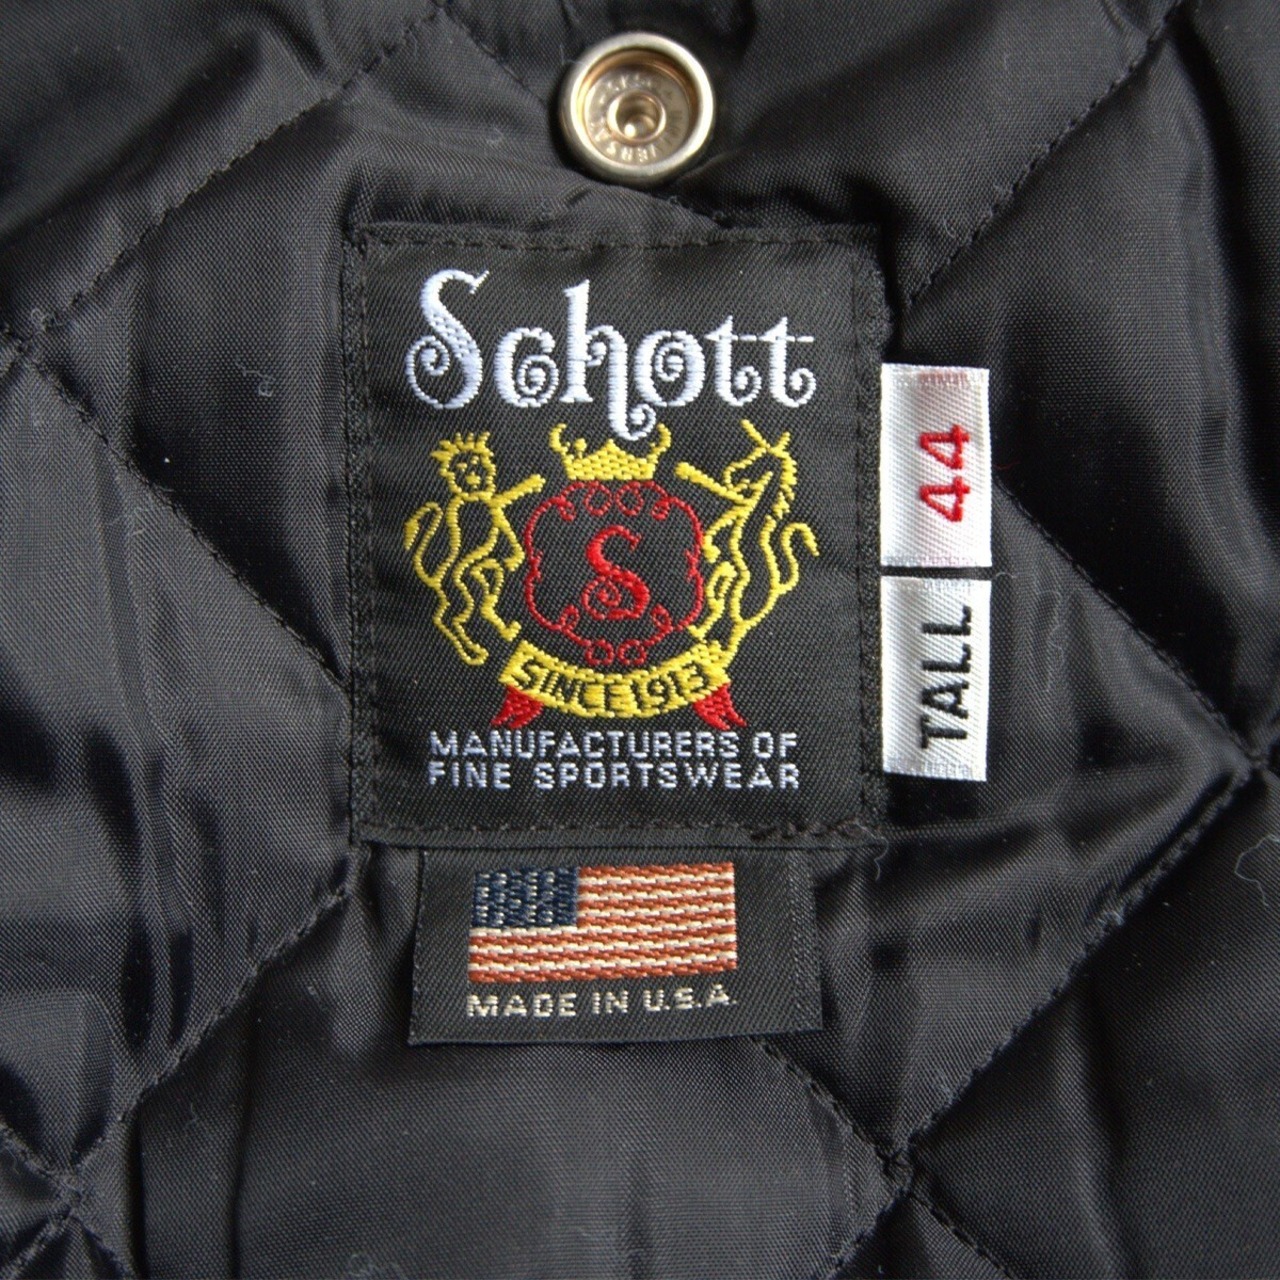 Schott
S
SINCE 1913
MANUFACTURERS OF
FINE SPORTSWEAR
44
TALL
MADE IN U.S.A.